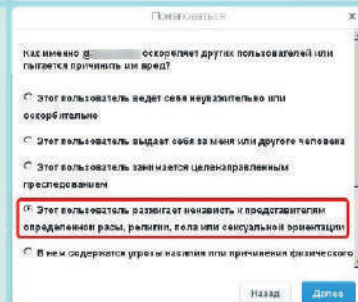 Пожаловаться x
Как именно @ оскорбляет других пользователей или
пытается причинить им вред?
Этот пользователь ведет себя неуважительно или
оскорбительно
Этот пользователь выдает себя за меня или другого человека
Этот пользователь занимается целенаправленным
преследованием
Этот пользователь разжигает ненависть к представителям
определенной расы, религии, пола или сексуальной ориентации
В нем содержатся угрозы насилия или причинения физического
Назад Далее